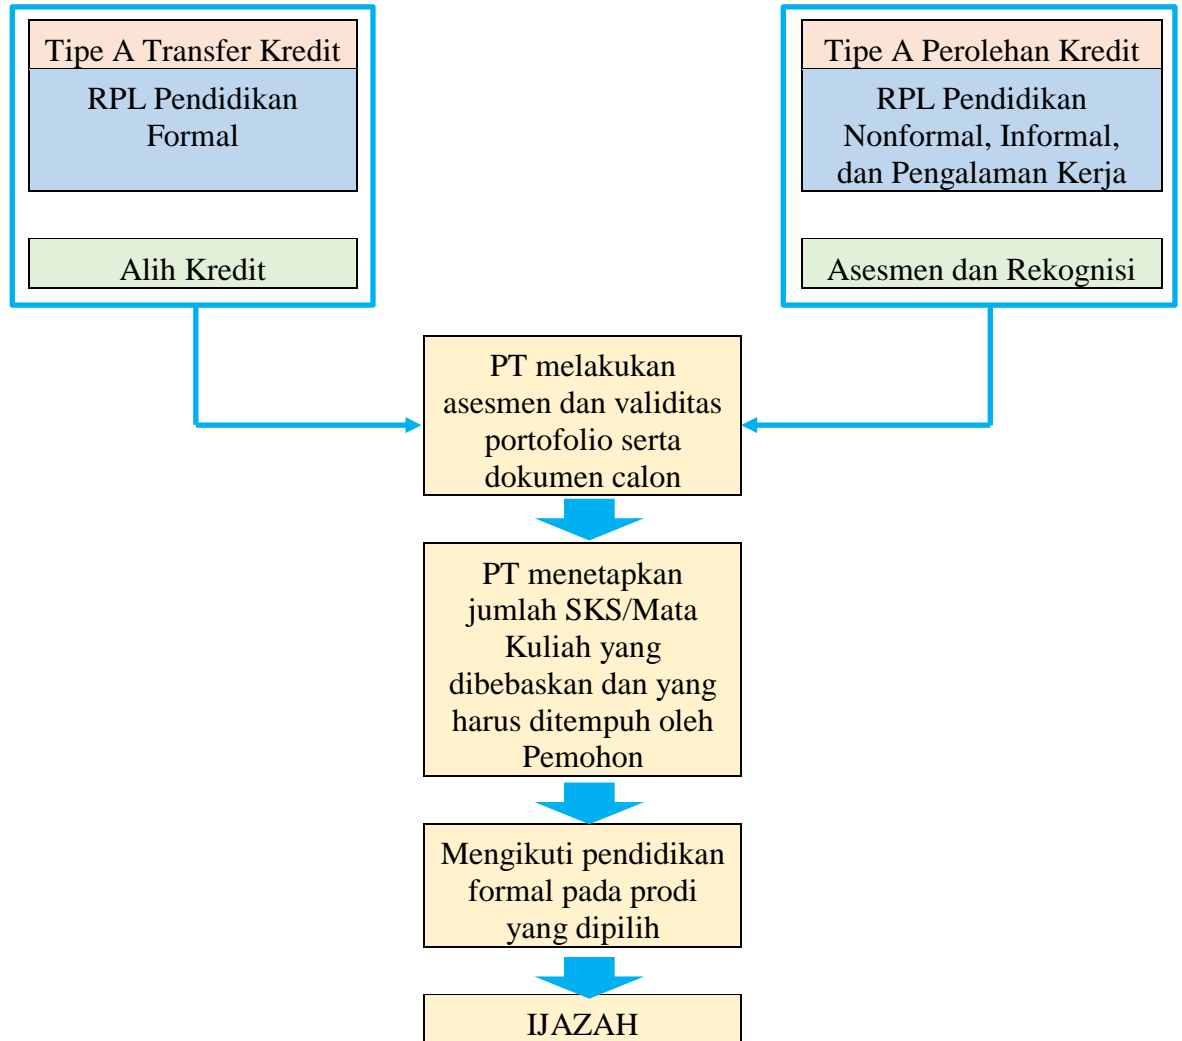 Tipe A Transfer Kredit
RPL Pendidikan
Formal
Alih Kredit
Tipe A Perolehan Kredit
RPL Pendidikan
Nonformal, Informal,
dan Pengalaman Kerja
Asesmen dan Rekognisi
PT melakukan
asesmen dan validitas
portofolio serta
dokumen calon
PT menetapkan
jumlah SKS/Mata
Kuliah yang
dibebaskan dan yang
harus ditempuh oleh
Pemohon
Mengikuti pendidikan
formal pada prodi
yang dipilih
IJAZAH